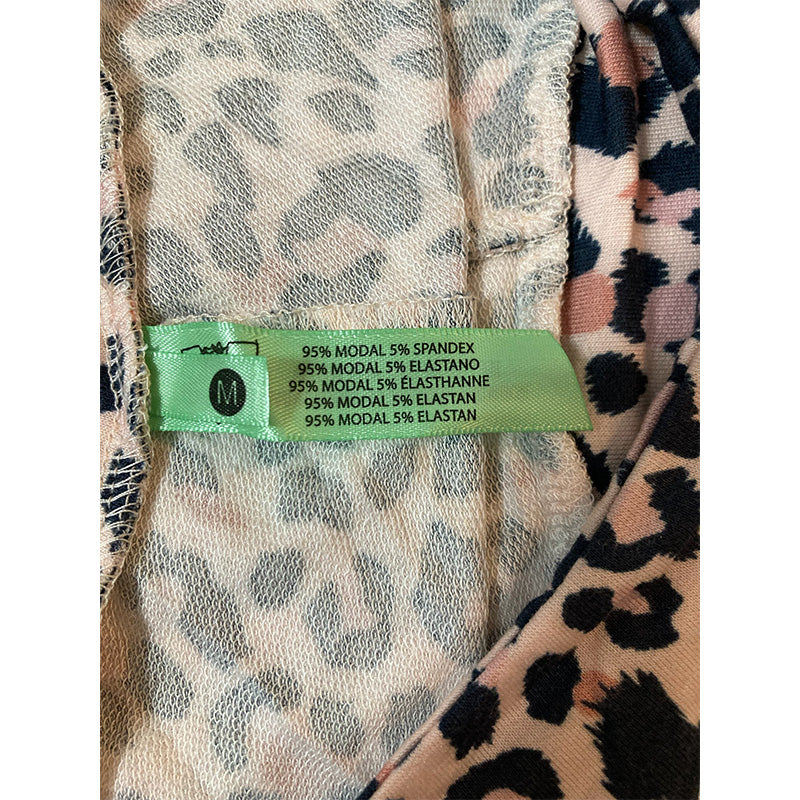 95% MODAL 5% SPANDEX
95% MODAL 5% ELASTANO
95% MODAL 5% ÉLASTHANNE
95% MODAL 5% ELASTAN
95% MODAL 5% ELASTAN
M